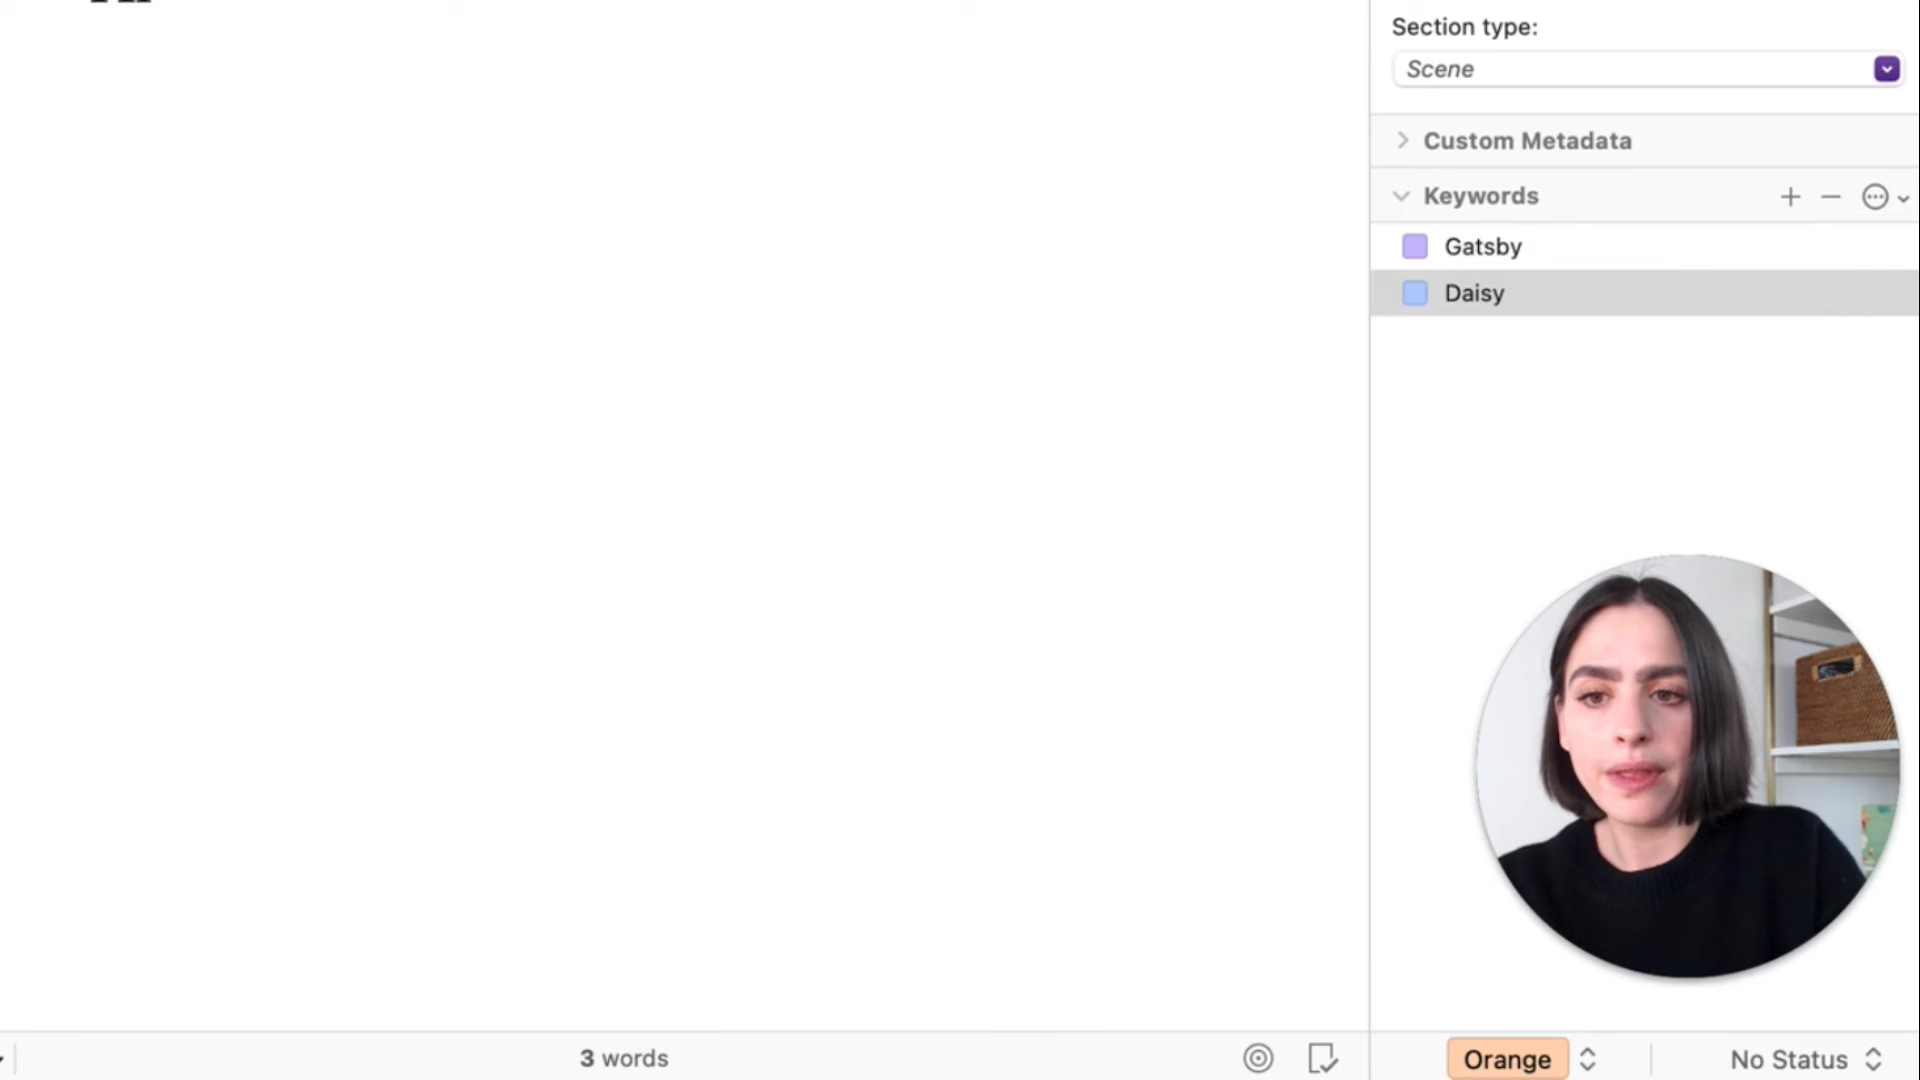 Section type:
Scene
Custom Metadata
Keywords
Gatsby
Daisy
3 words
Orange
No Status